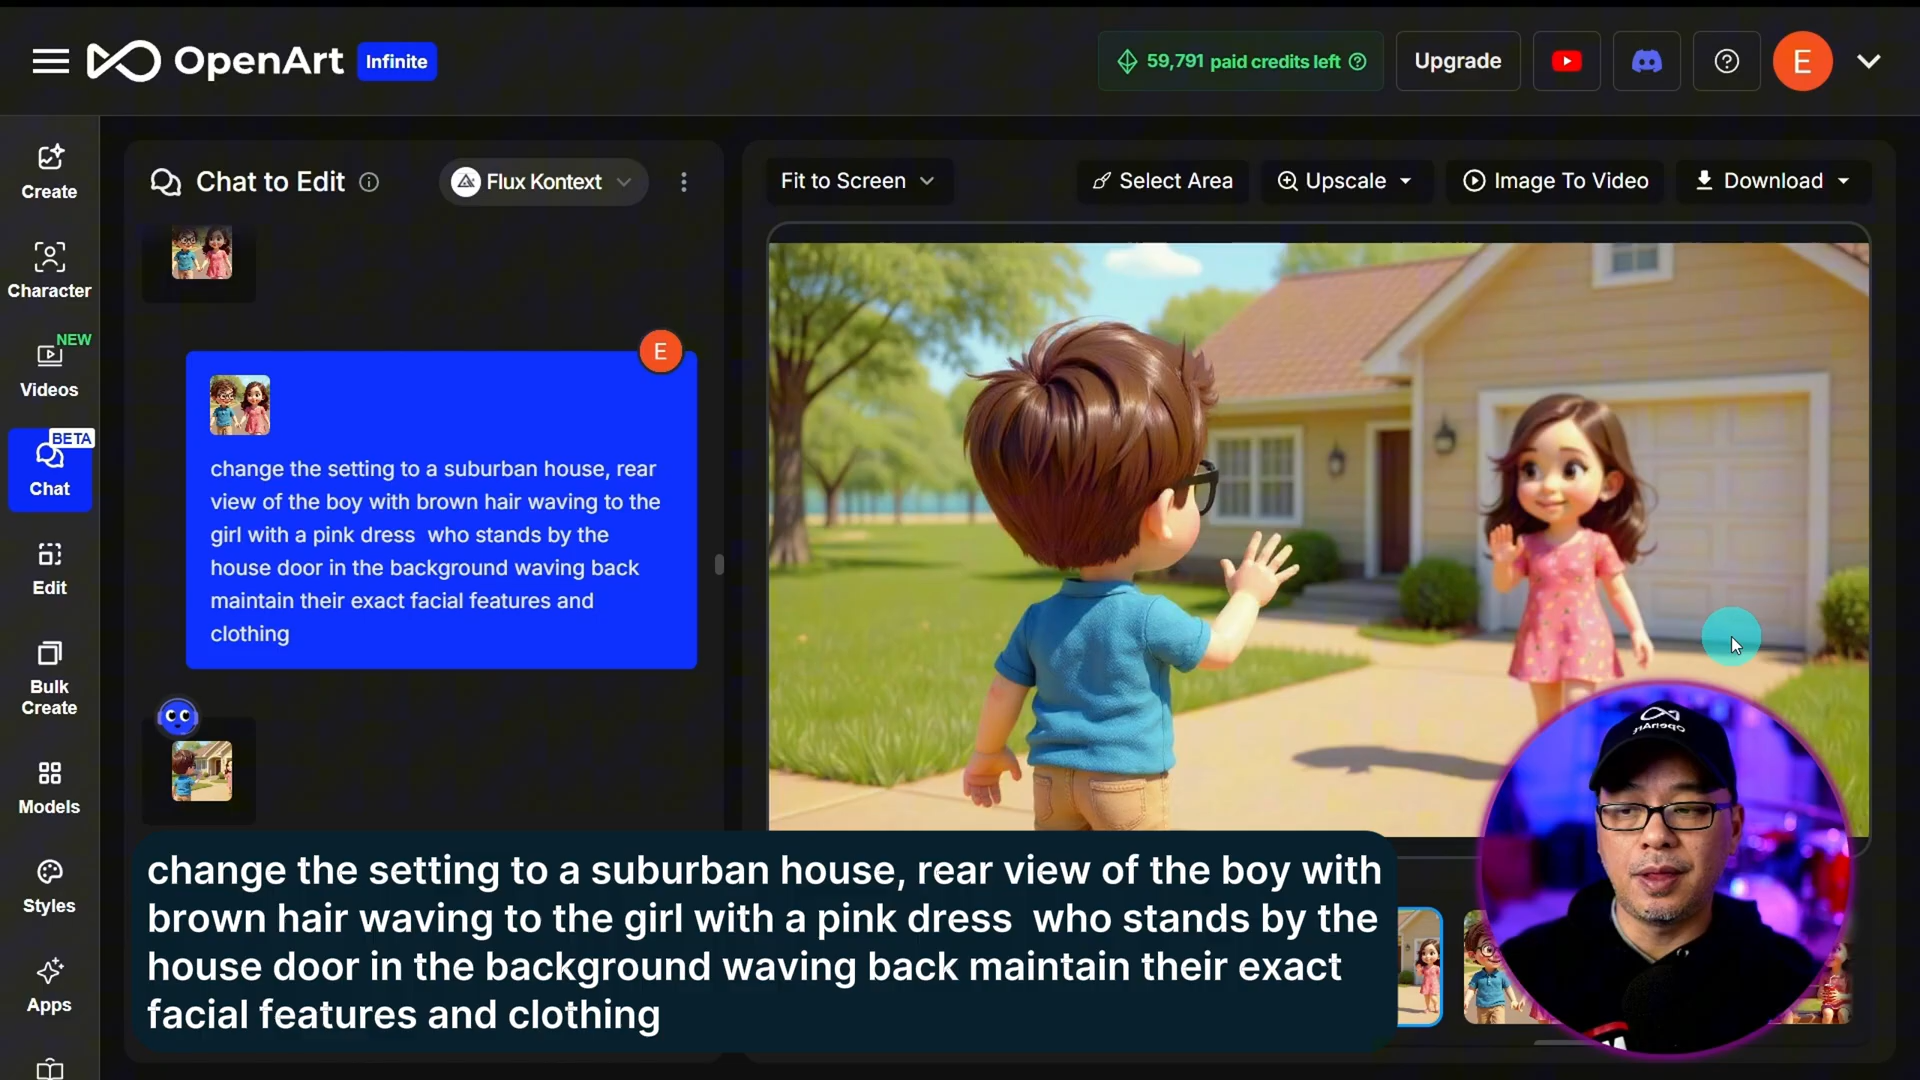 OpenArt Infinite
59,791 paid credits left
Upgrade
E
Create
Character
NEW
Videos
BETA
Chat
Edit
Bulk
Create
Models
Styles
Apps
Chat to Edit
Flux Kontext
E
change the setting to a suburban house, rear
view of the boy with brown hair waving to the
girl with a pink dress  who stands by the
house door in the background waving back
maintain their exact facial features and
clothing
Fit to Screen
Select Area
Upscale
Image To Video
Download
change the setting to a suburban house, rear view of the boy with
brown hair waving to the girl with a pink dress  who stands by the
house door in the background waving back maintain their exact
facial features and clothing
OpenArt